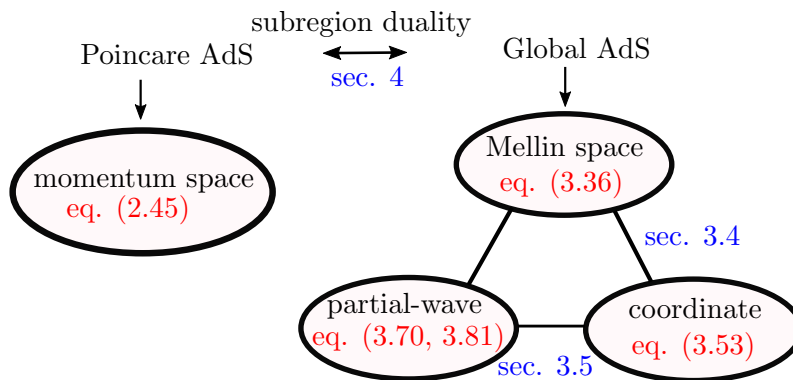 subregion duality
Poincare AdS
Global AdS
sec. 4
Mellin space
eq. (3.36)
momentum space
eq. (2.45)
sec. 3.4
partial-wave
eq. (3.70, 3.81)
coordinate
eq. (3.53)
sec. 3.5